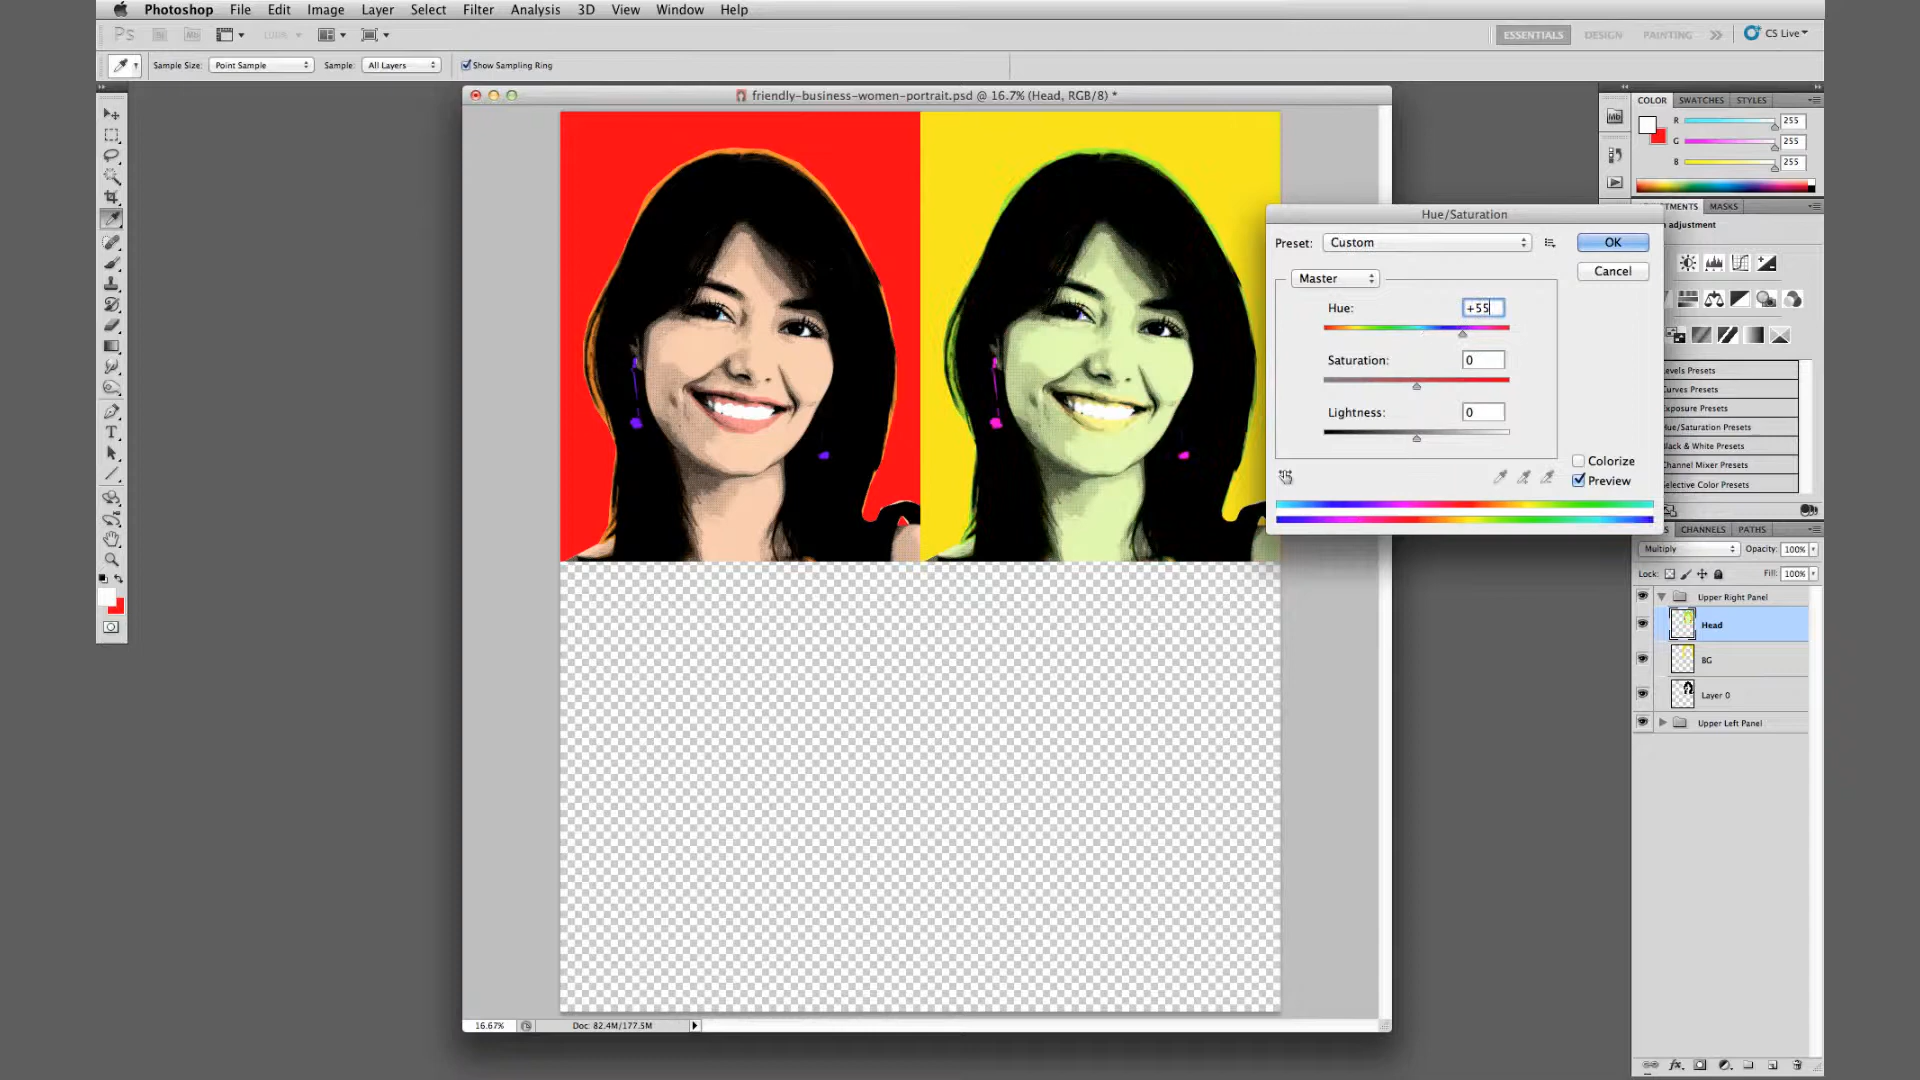 Photoshop File Edit Image Layer Select Filter Analysis 3D View Window Help
Ps Br Mb 100% ESSENTIALS DESIGN PAINTING CS Live
Sample Size: Point Sample Sample: All Layers Show Sampling Ring
friendly-business-women-portrait.psd @ 16.7% (Head, RGB/8) *
COLOR SWATCHES STYLES
Mb
R 255
G 255
B 255
MASKS
adjustment
Hue/Saturation
Preset: Custom OK
Cancel
Master
Hue: +55
Saturation: 0
Lightness: 0
Colorize
Preview
Levels Presets
Curves Presets
Exposure Presets
Hue/Saturation Presets
Black & White Presets
Channel Mixer Presets
Selective Color Presets
CHANNELS PATHS
Multiply Opacity: 100%
Lock: Fill: 100%
Upper Right Panel
Head
BG
Layer 0
Upper Left Panel
16.67% Doc: 82.4M/177.5M
fx